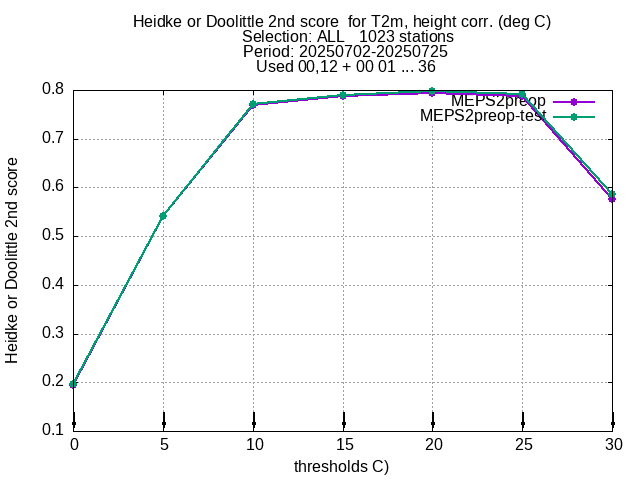 Heidke or Doolittle 2nd score  for T2m, height corr. (deg C)
Selection: ALL   1023 stations
Period: 20250702-20250725
Used 00,12 + 00 01 ... 36
Heidke or Doolittle 2nd score
0.8
0.7
0.6
0.5
0.4
0.3
0.2
0.1
MEPS2preop
MEPS2preop-test
0 5 10 15 20 25 30
thresholds C)